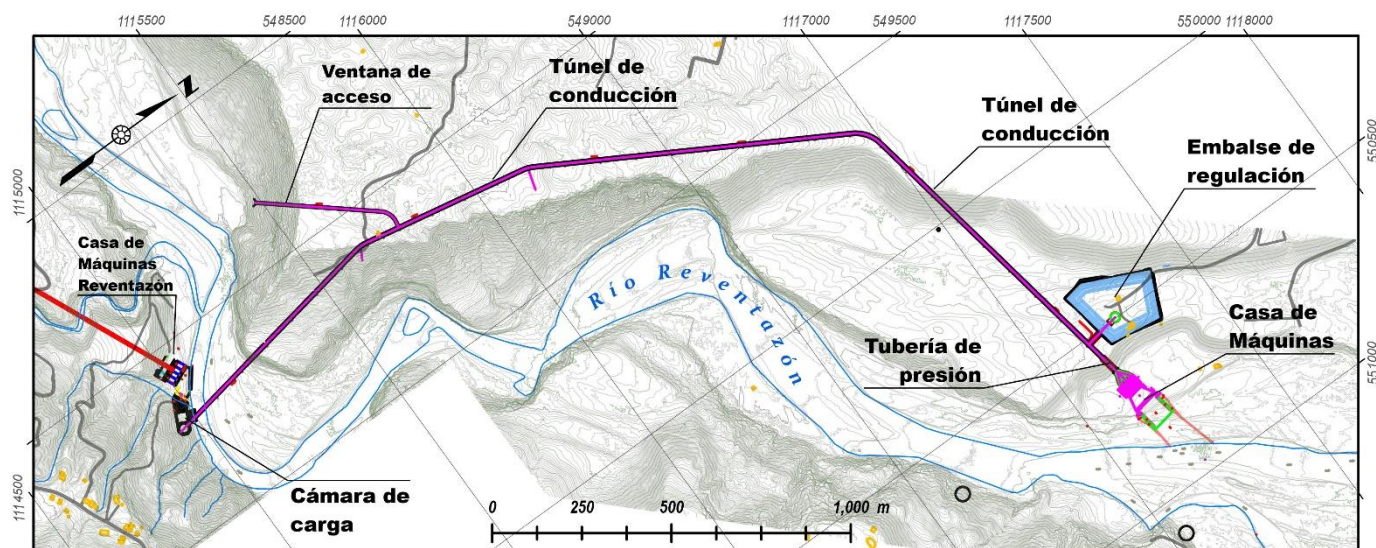 1115500
548500
1116000
549000
1117000
549500
1117500
550000
1118000
N
Ventana de
acceso
Túnel de
conducción
Túnel de
conducción
Embalse de
regulación
550500
1115000
Casa de
Máquinas
Reventazón
Río Reventazón
Casa de
Máquinas
Tubería de
presión
551000
1114500
Cámara de
carga
0
250
500
1,000 m